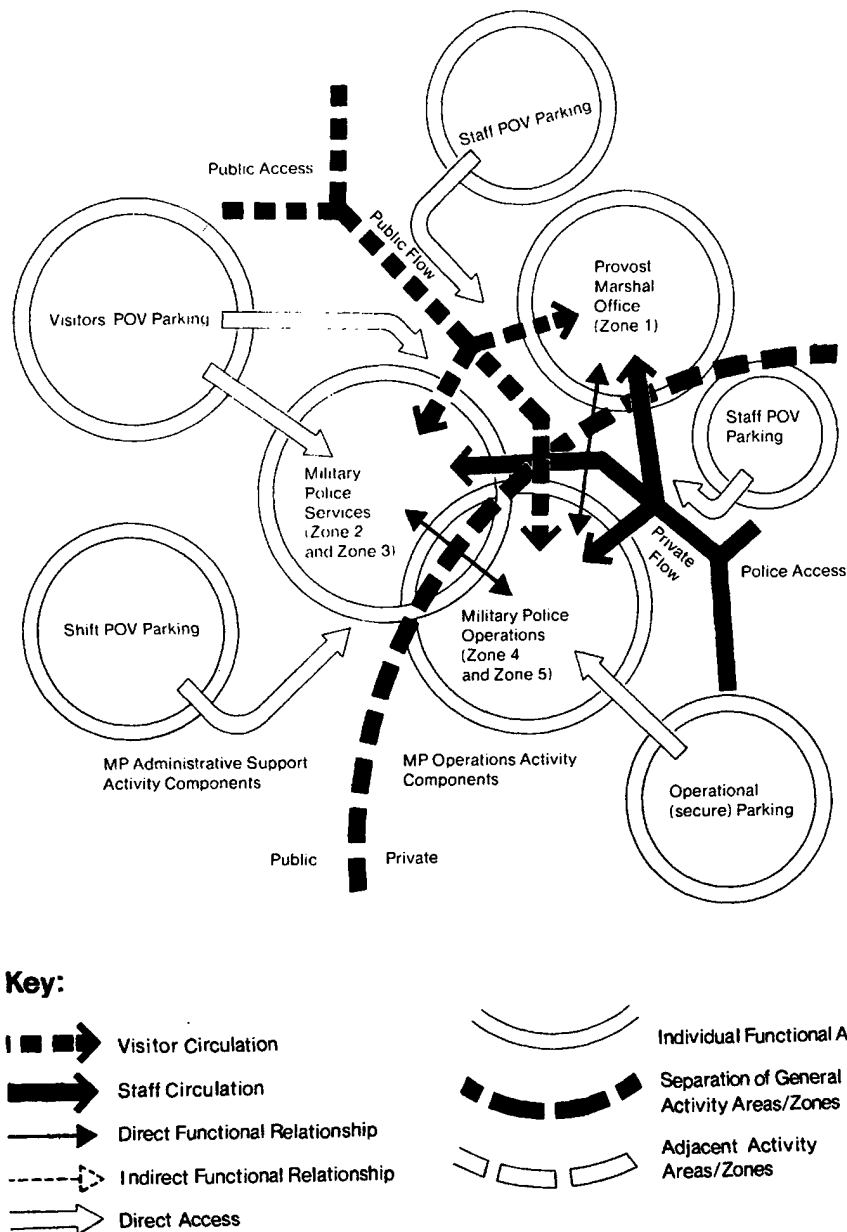 Staff POV Parking
Public Access
Public Flow
Provost
Marshal
Office
(Zone 1)
Visitors POV Parking
Staff POV
Parking
Military
Police
Services
(Zone 2
and Zone 3)
Private
Flow
Police Access
Shift POV Parking
Military Police
Operations
(Zone 4
and Zone 5)
MP Administrative Support
Activity Components
MP Operations Activity
Components
Operational
(secure) Parking
Public
Private
Key:
Visitor Circulation
Staff Circulation
Direct Functional Relationship
Indirect Functional Relationship
Direct Access
Individual Functional A
Separation of General
Activity Areas/Zones
Adjacent Activity
Areas/Zones